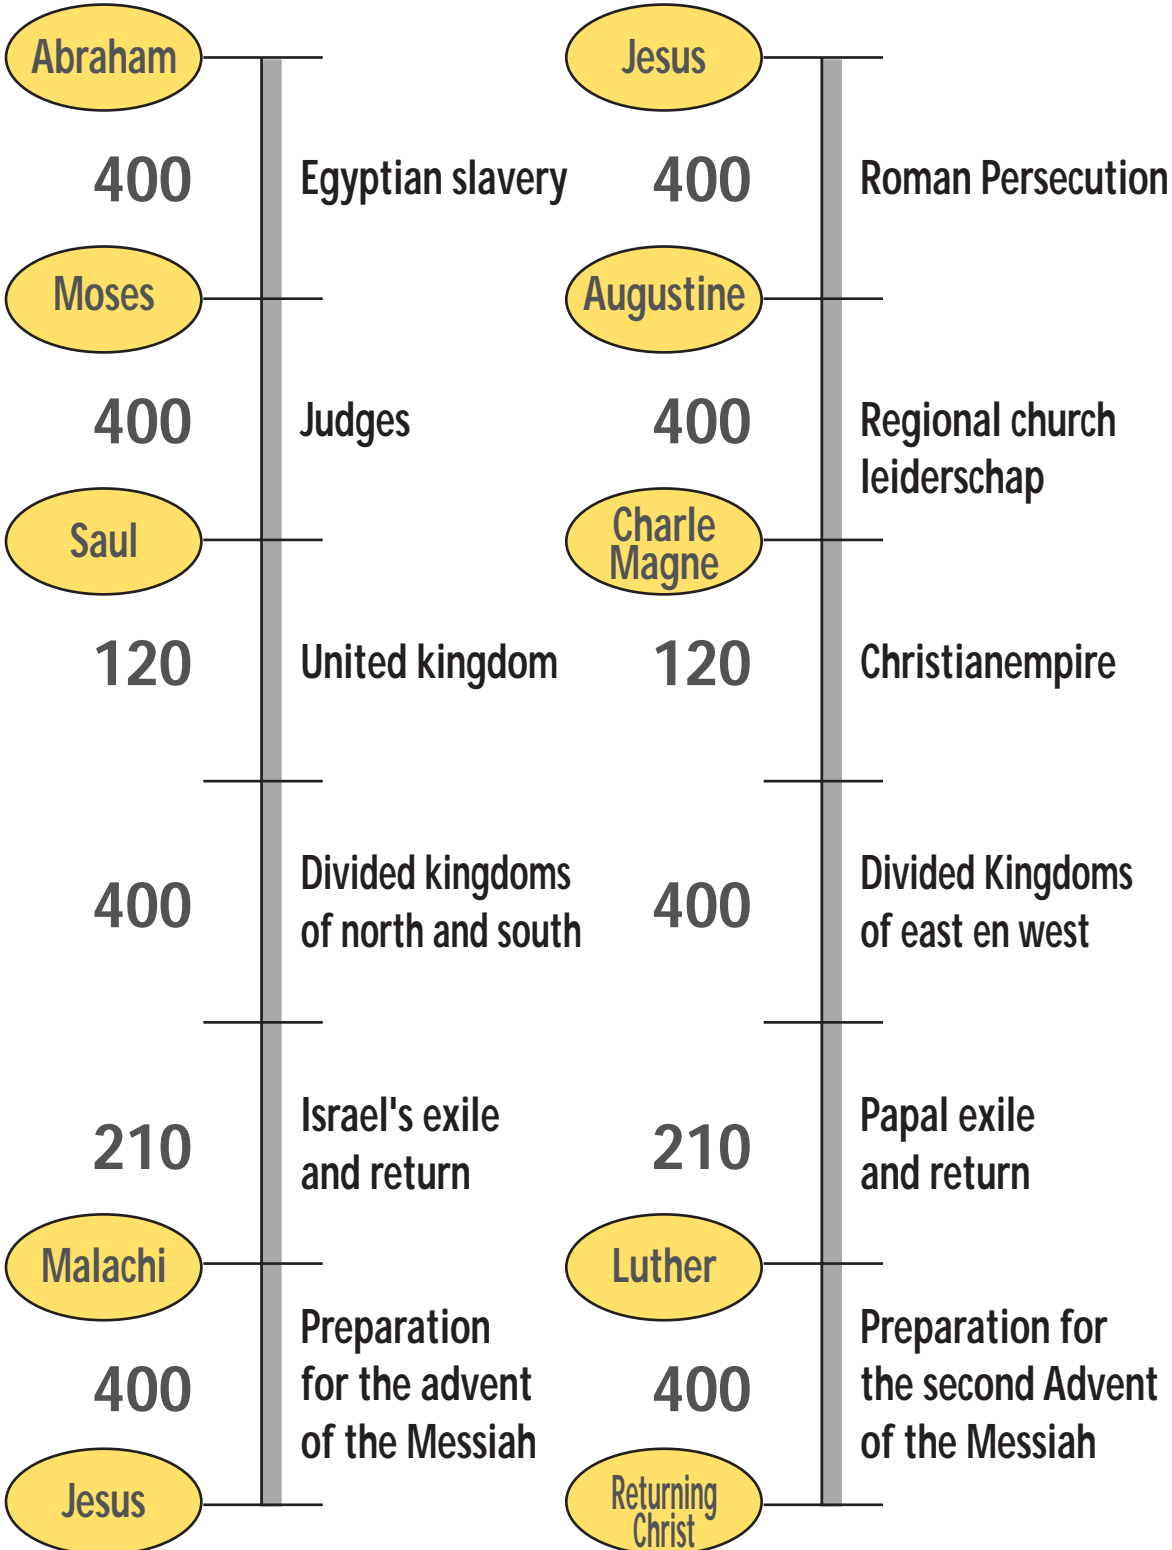 Abraham
400
Egyptian slavery
Moses
400
Judges
Saul
120
United kingdom
400
Divided kingdoms
of north and south
210
Israel's exile
and return
Malachi
400
Preparation
for the advent
of the Messiah
Jesus
Jesus
400
Roman Persecution
Augustine
400
Regional church
leiderschap
Charle
Magne
120
Christianempire
400
Divided Kingdoms
of east en west
210
Papal exile
and return
Luther
400
Preparation for
the second Advent
of the Messiah
Returning
Christ